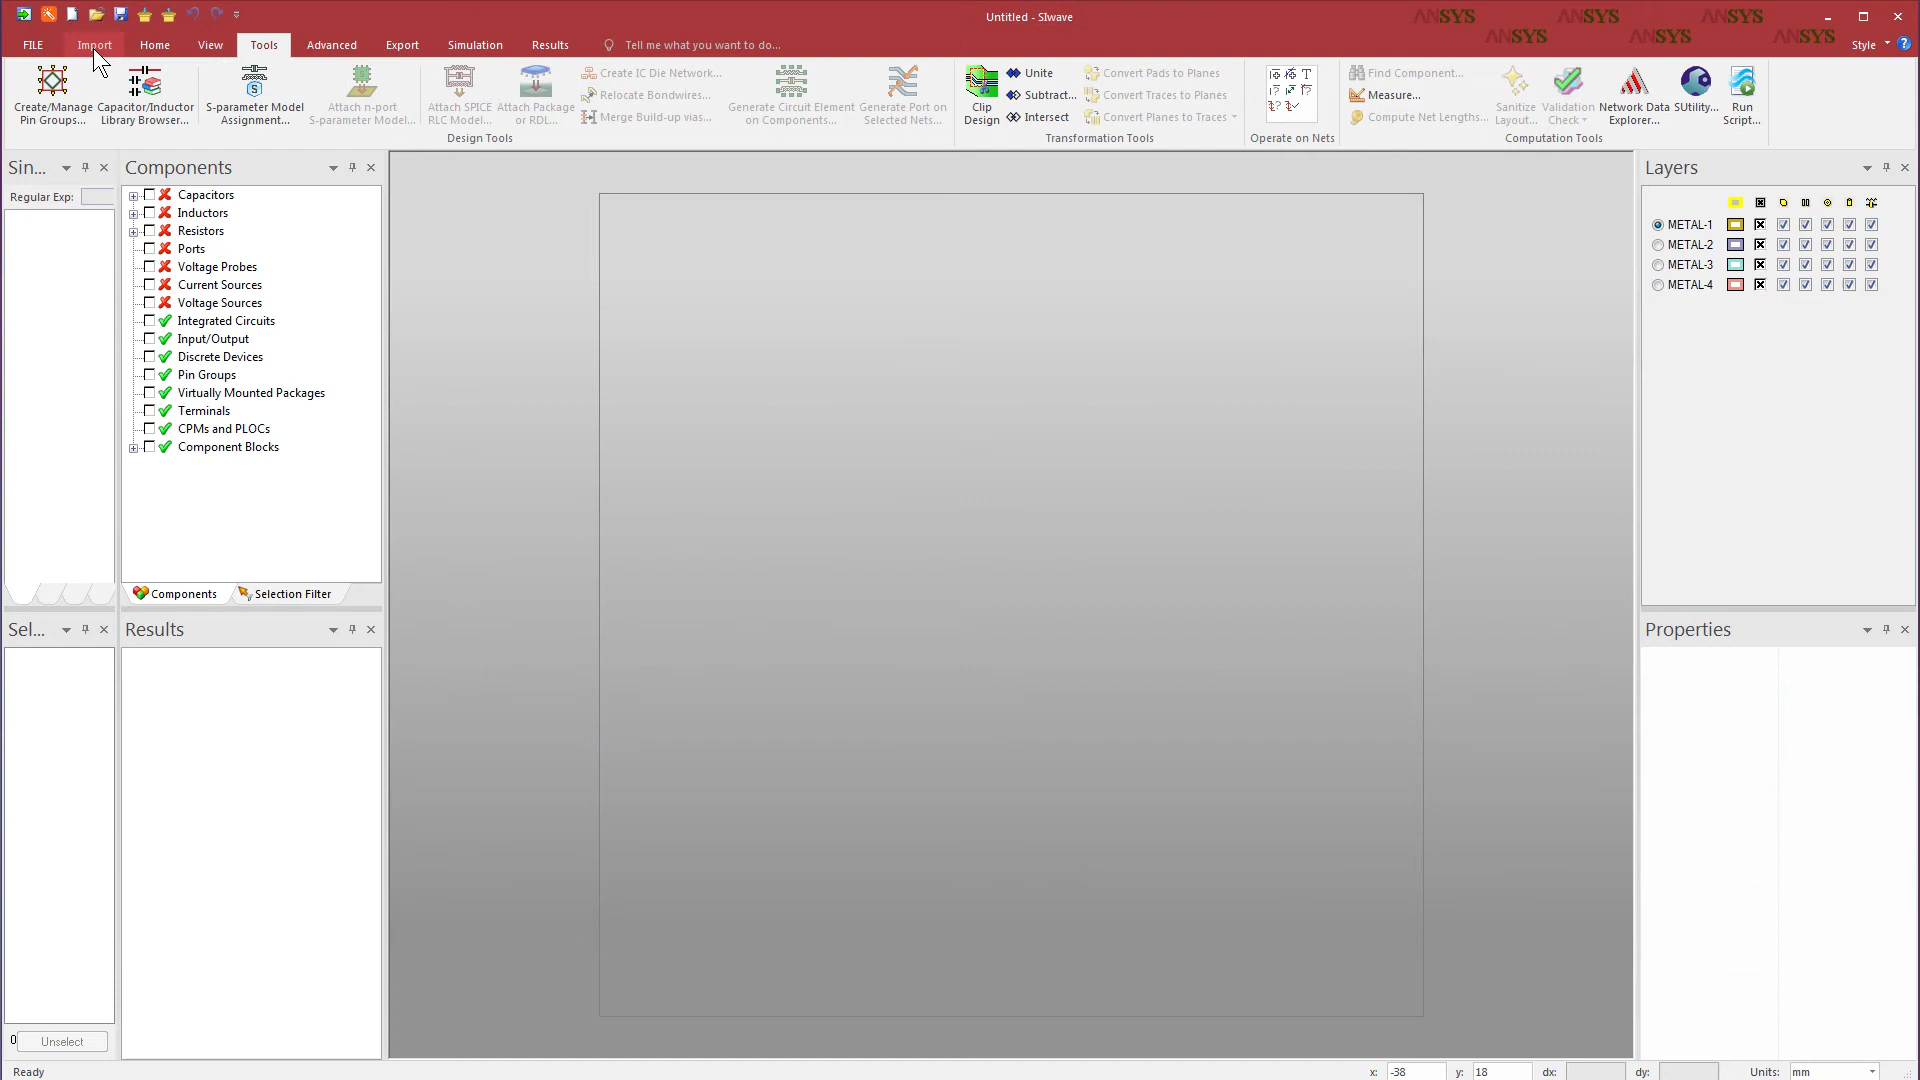 Untitled - SIwave
ANSYS ANSYS ANSYS
ANSYS ANSYS ANSYS
FILE Import Home View Tools Advanced Export Simulation Results Tell me what you want to do... Style
Create/Manage Pin Groups...
Capacitor/Inductor Library Browser...
S-parameter Model Assignment...
Attach n-port S-parameter Model...
Attach SPICE RLC Model...
Attach Package or RDL...
Create IC Die Network...
Relocate Bondwires...
Merge Build-up vias...
Generate Circuit Element on Components...
Generate Port on Selected Nets...
Design Tools
Clip Design
Unite
Subtract...
Intersect
Convert Pads to Planes
Convert Traces to Planes
Convert Planes to Traces
Transformation Tools
Operate on Nets
Find Component...
Measure...
Compute Net Lengths...
Sanitize Layout...
Validation Check
Network Data Explorer...
SUtility...
Run Script...
Computation Tools
Sin...
Regular Exp:
Components
Capacitors
Inductors
Resistors
Ports
Voltage Probes
Current Sources
Voltage Sources
Integrated Circuits
Input/Output
Discrete Devices
Pin Groups
Virtually Mounted Packages
Terminals
CPMs and PLOCs
Component Blocks
Components Selection Filter
Sel...
0 Unselect
Results
Layers
METAL-1
METAL-2
METAL-3
METAL-4
Properties
Ready x: -38 y: 18 dx: dy: Units: mm